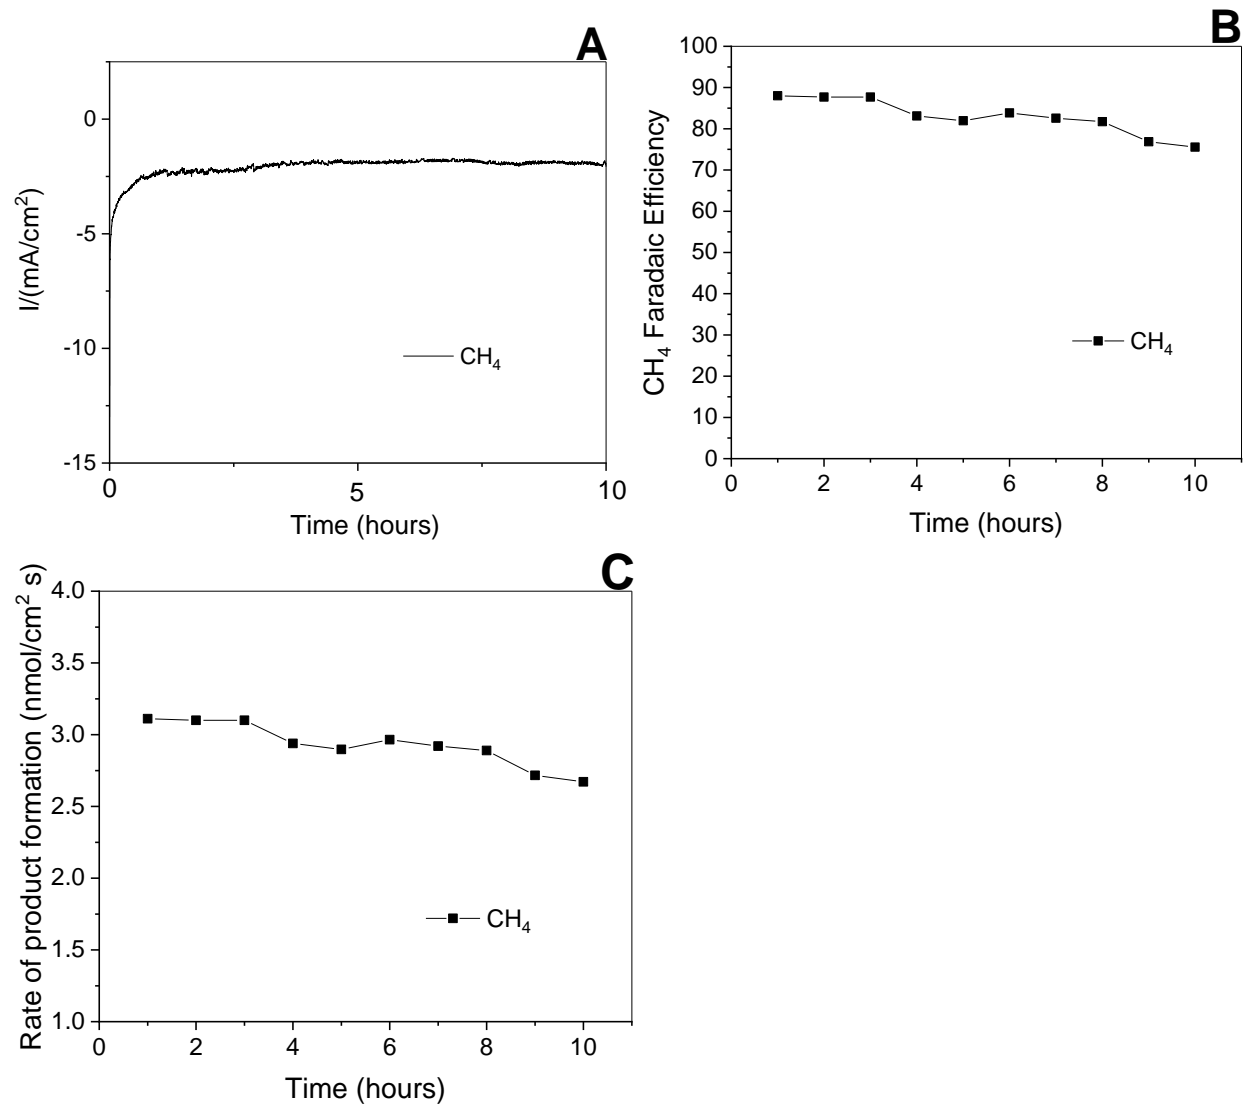 A
I/(mA/cm²)
0
-5
-10
-15
CH₄
0 5 10
Time (hours)
B
CH₄ Faradaic Efficiency
100
90
80
70
60
50
40
30
20
10
0
CH₄
0 2 4 6 8 10
Time (hours)
C
Rate of product formation (nmol/cm² s)
4.0
3.5
3.0
2.5
2.0
1.5
1.0
CH₄
0 2 4 6 8 10
Time (hours)